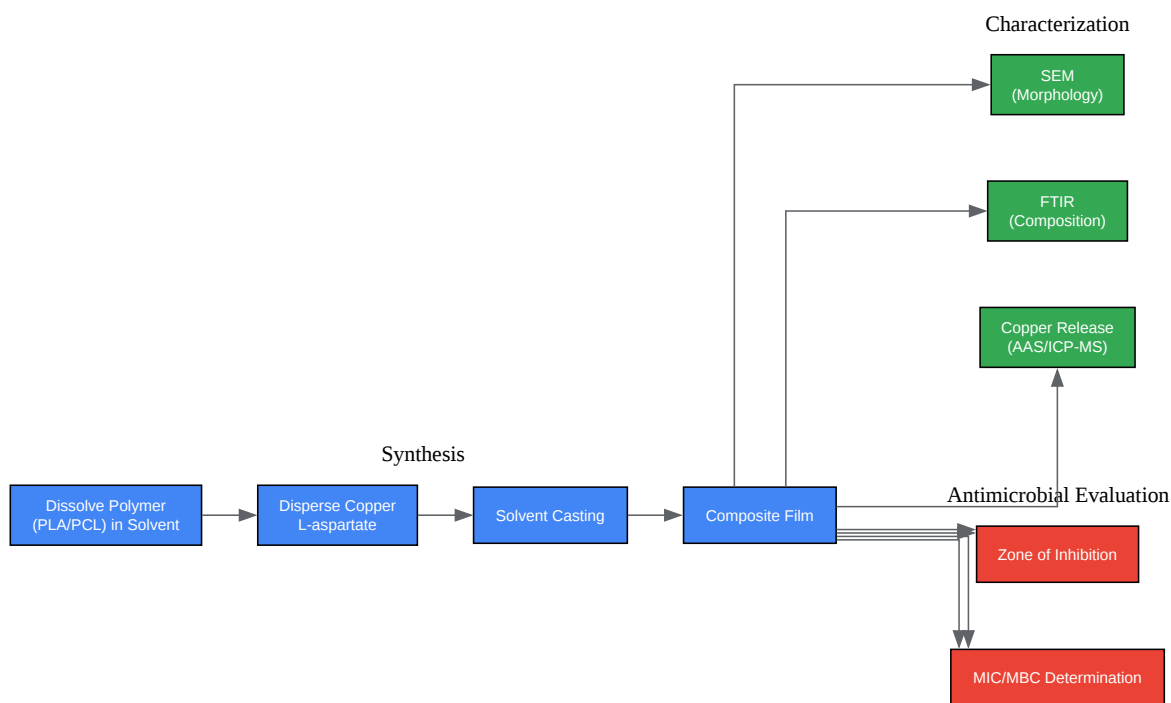 Characterization
SEM
(Morphology)
FTIR
(Composition)
Copper Release
(AAS/ICP-MS)
Synthesis
Dissolve Polymer
(PLA/PCL) in Solvent
Disperse Copper
L-aspartate
Solvent Casting
Composite Film
Antimicrobial Evaluation
Zone of Inhibition
MIC/MBC Determination